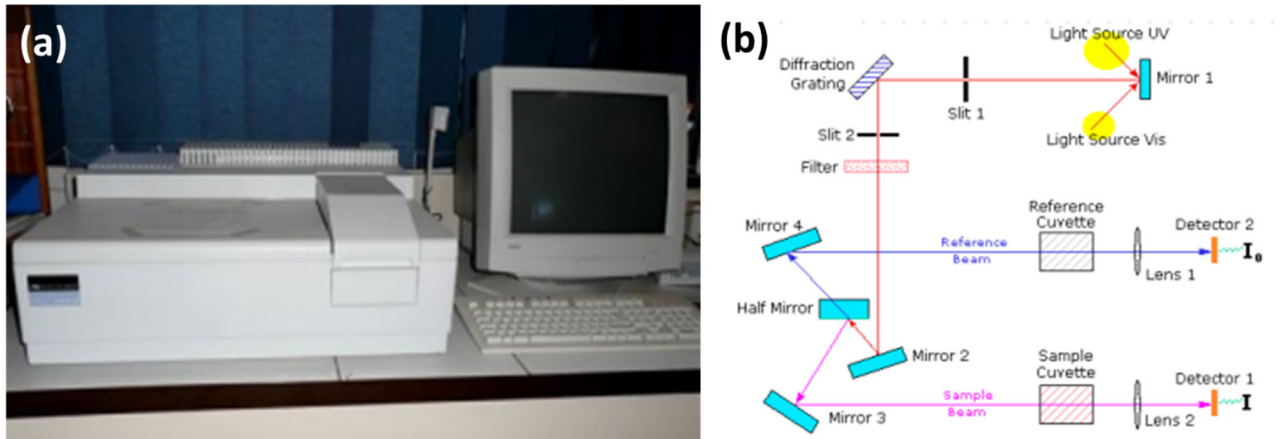 (a)
(b)
Light Source UV
Diffraction
Grating
Mirror 1
Slit 1
Slit 2
Light Source Vis
Filter
Reference
Cuvette
Mirror 4
Detector 2
Reference
Beam
I₀
Lens 1
Half Mirror
Mirror 2
Sample
Cuvette
Detector 1
Sample
Beam
I
Mirror 3
Lens 2